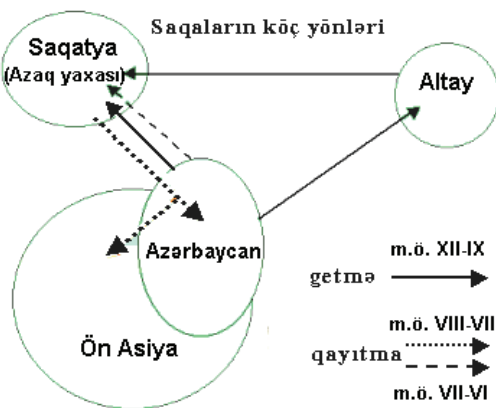 Saqaların köç yönləri
Saqatya
(Azaq yaxası)
Altay
Azərbaycan
Ön Asiya
m.ö. XII-IX
getmə
m.ö. VIII-VII
qayıtma
m.ö. VII-VI